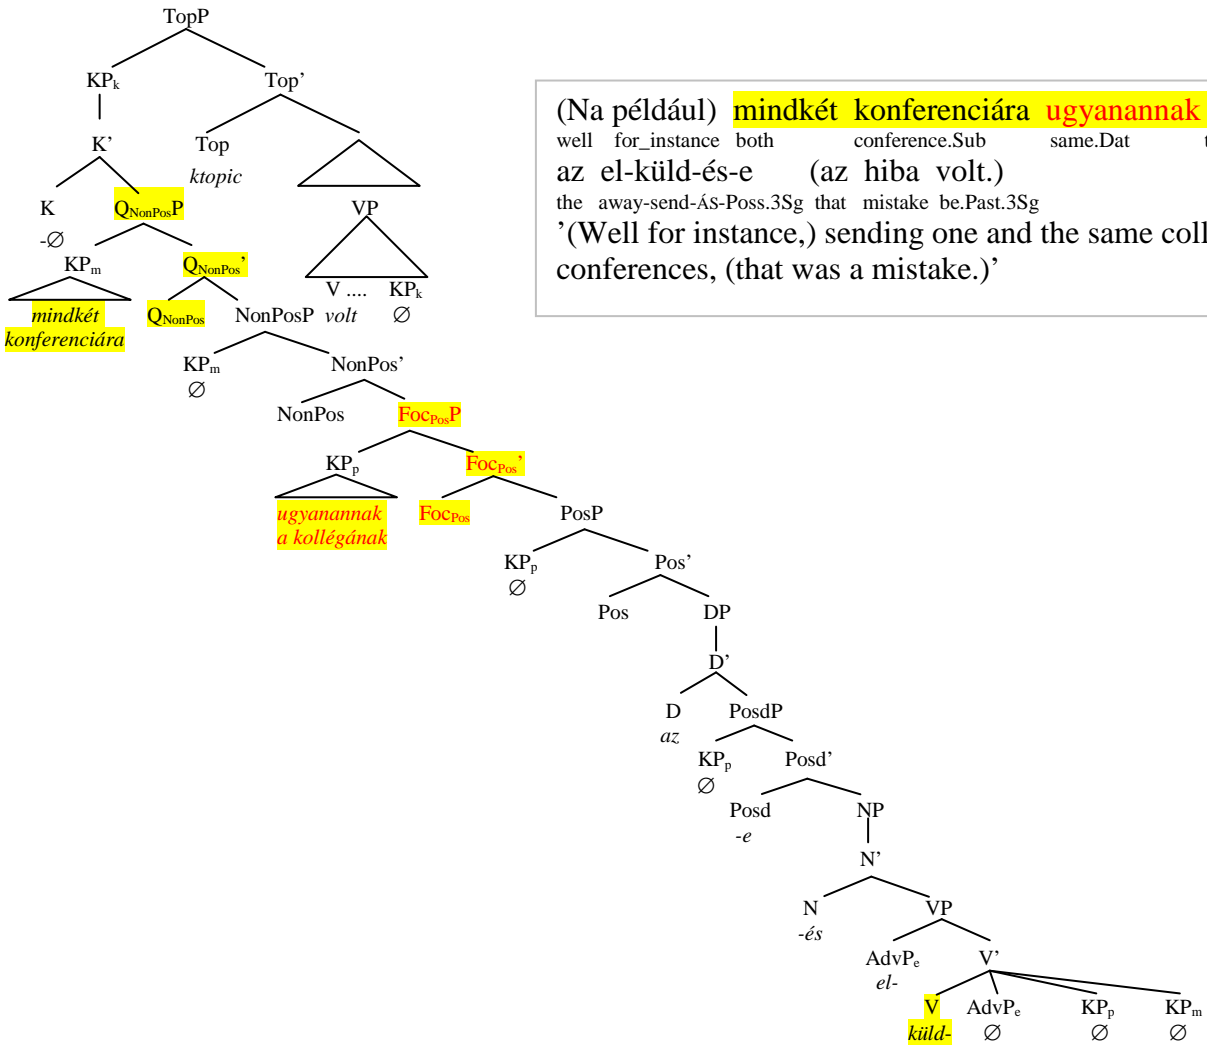 TopP
KPk Top’
(Na például) mindkét konferenciára ugyanannak
well for_instance both conference.Sub same.Dat
K’ Top
ktopic
az el-küld-és-e (az hiba volt.)
the away-send-ÁS-Poss.3Sg that mistake be.Past.3Sg
K QNonPosP VP
-∅
’(Well for instance,) sending one and the same
conferences, (that was a mistake.)’
KPm QNonPos’
V .... KPk
mindkét QNonPos NonPosP volt ∅
konferenciára
KPm NonPos’
∅
NonPos FocPosP
KPp FocPos’
ugyanannak FocPos PosP
a kollégának
KPp Pos’
∅
Pos DP
D’
D PosdP
az
KPp Posd’
∅
Posd NP
-e
N’
N VP
-és
AdvPe V’
el-
V AdvPe KPp KPm
küld- ∅ ∅ ∅